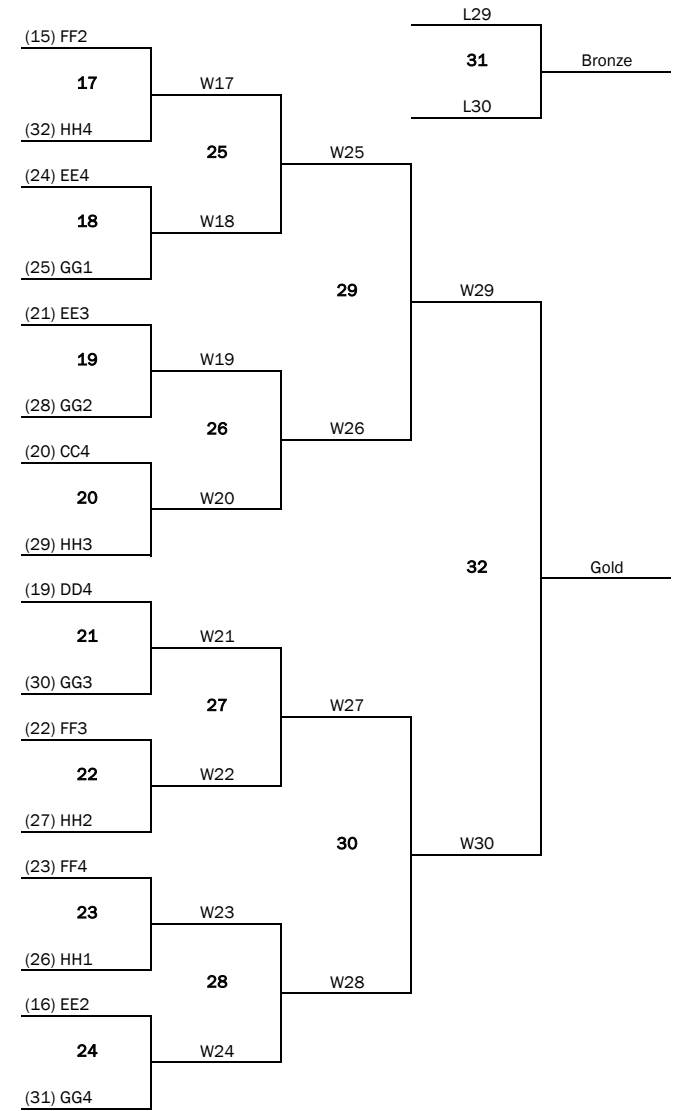 L29
(15) FF2
31
Bronze
17
W17
L30
(32) HH4
25
W25
(24) EE4
18
W18
(25) GG1
29
W29
(21) EE3
19
W19
(28) GG2
26
W26
(20) CC4
20
W20
(29) HH3
32
Gold
(19) DD4
21
W21
(30) GG3
27
W27
(22) FF3
22
W22
(27) HH2
30
W30
(23) FF4
23
W23
(26) HH1
28
W28
(16) EE2
24
W24
(31) GG4